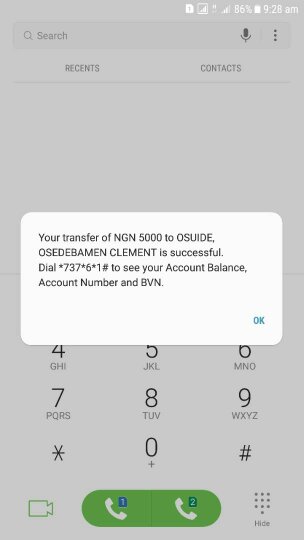 86% 9:28 am
Search
RECENTS CONTACTS
Your transfer of NGN 5000 to OSUIDE,
OSEDEBAMEN CLEMENT is successful.
Dial *737*6*1# to see your Account Balance,
Account Number and BVN.
OK
4 5 6
GHI JKL MNO
7 8 9
PQRS TUV WXYZ
* 0 #
+
1 2
Hide